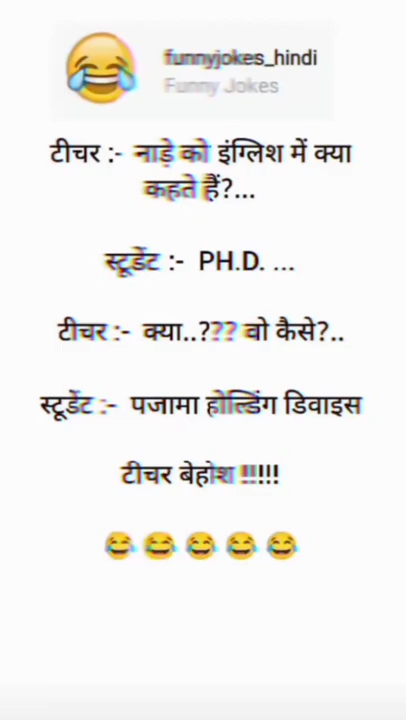 funnyjokes_hindi
Funny Jokes
टीचर :- नाड़े को इंग्लिश में क्या
कहते हैं?...
स्टूडेंट :- PH.D. ...
टीचर :- क्या..??? वो कैसे?..
स्टूडेंट :- पजामा होल्डिंग डिवाइस
टीचर बेहोश !!!!!
😂😂😂😂😂